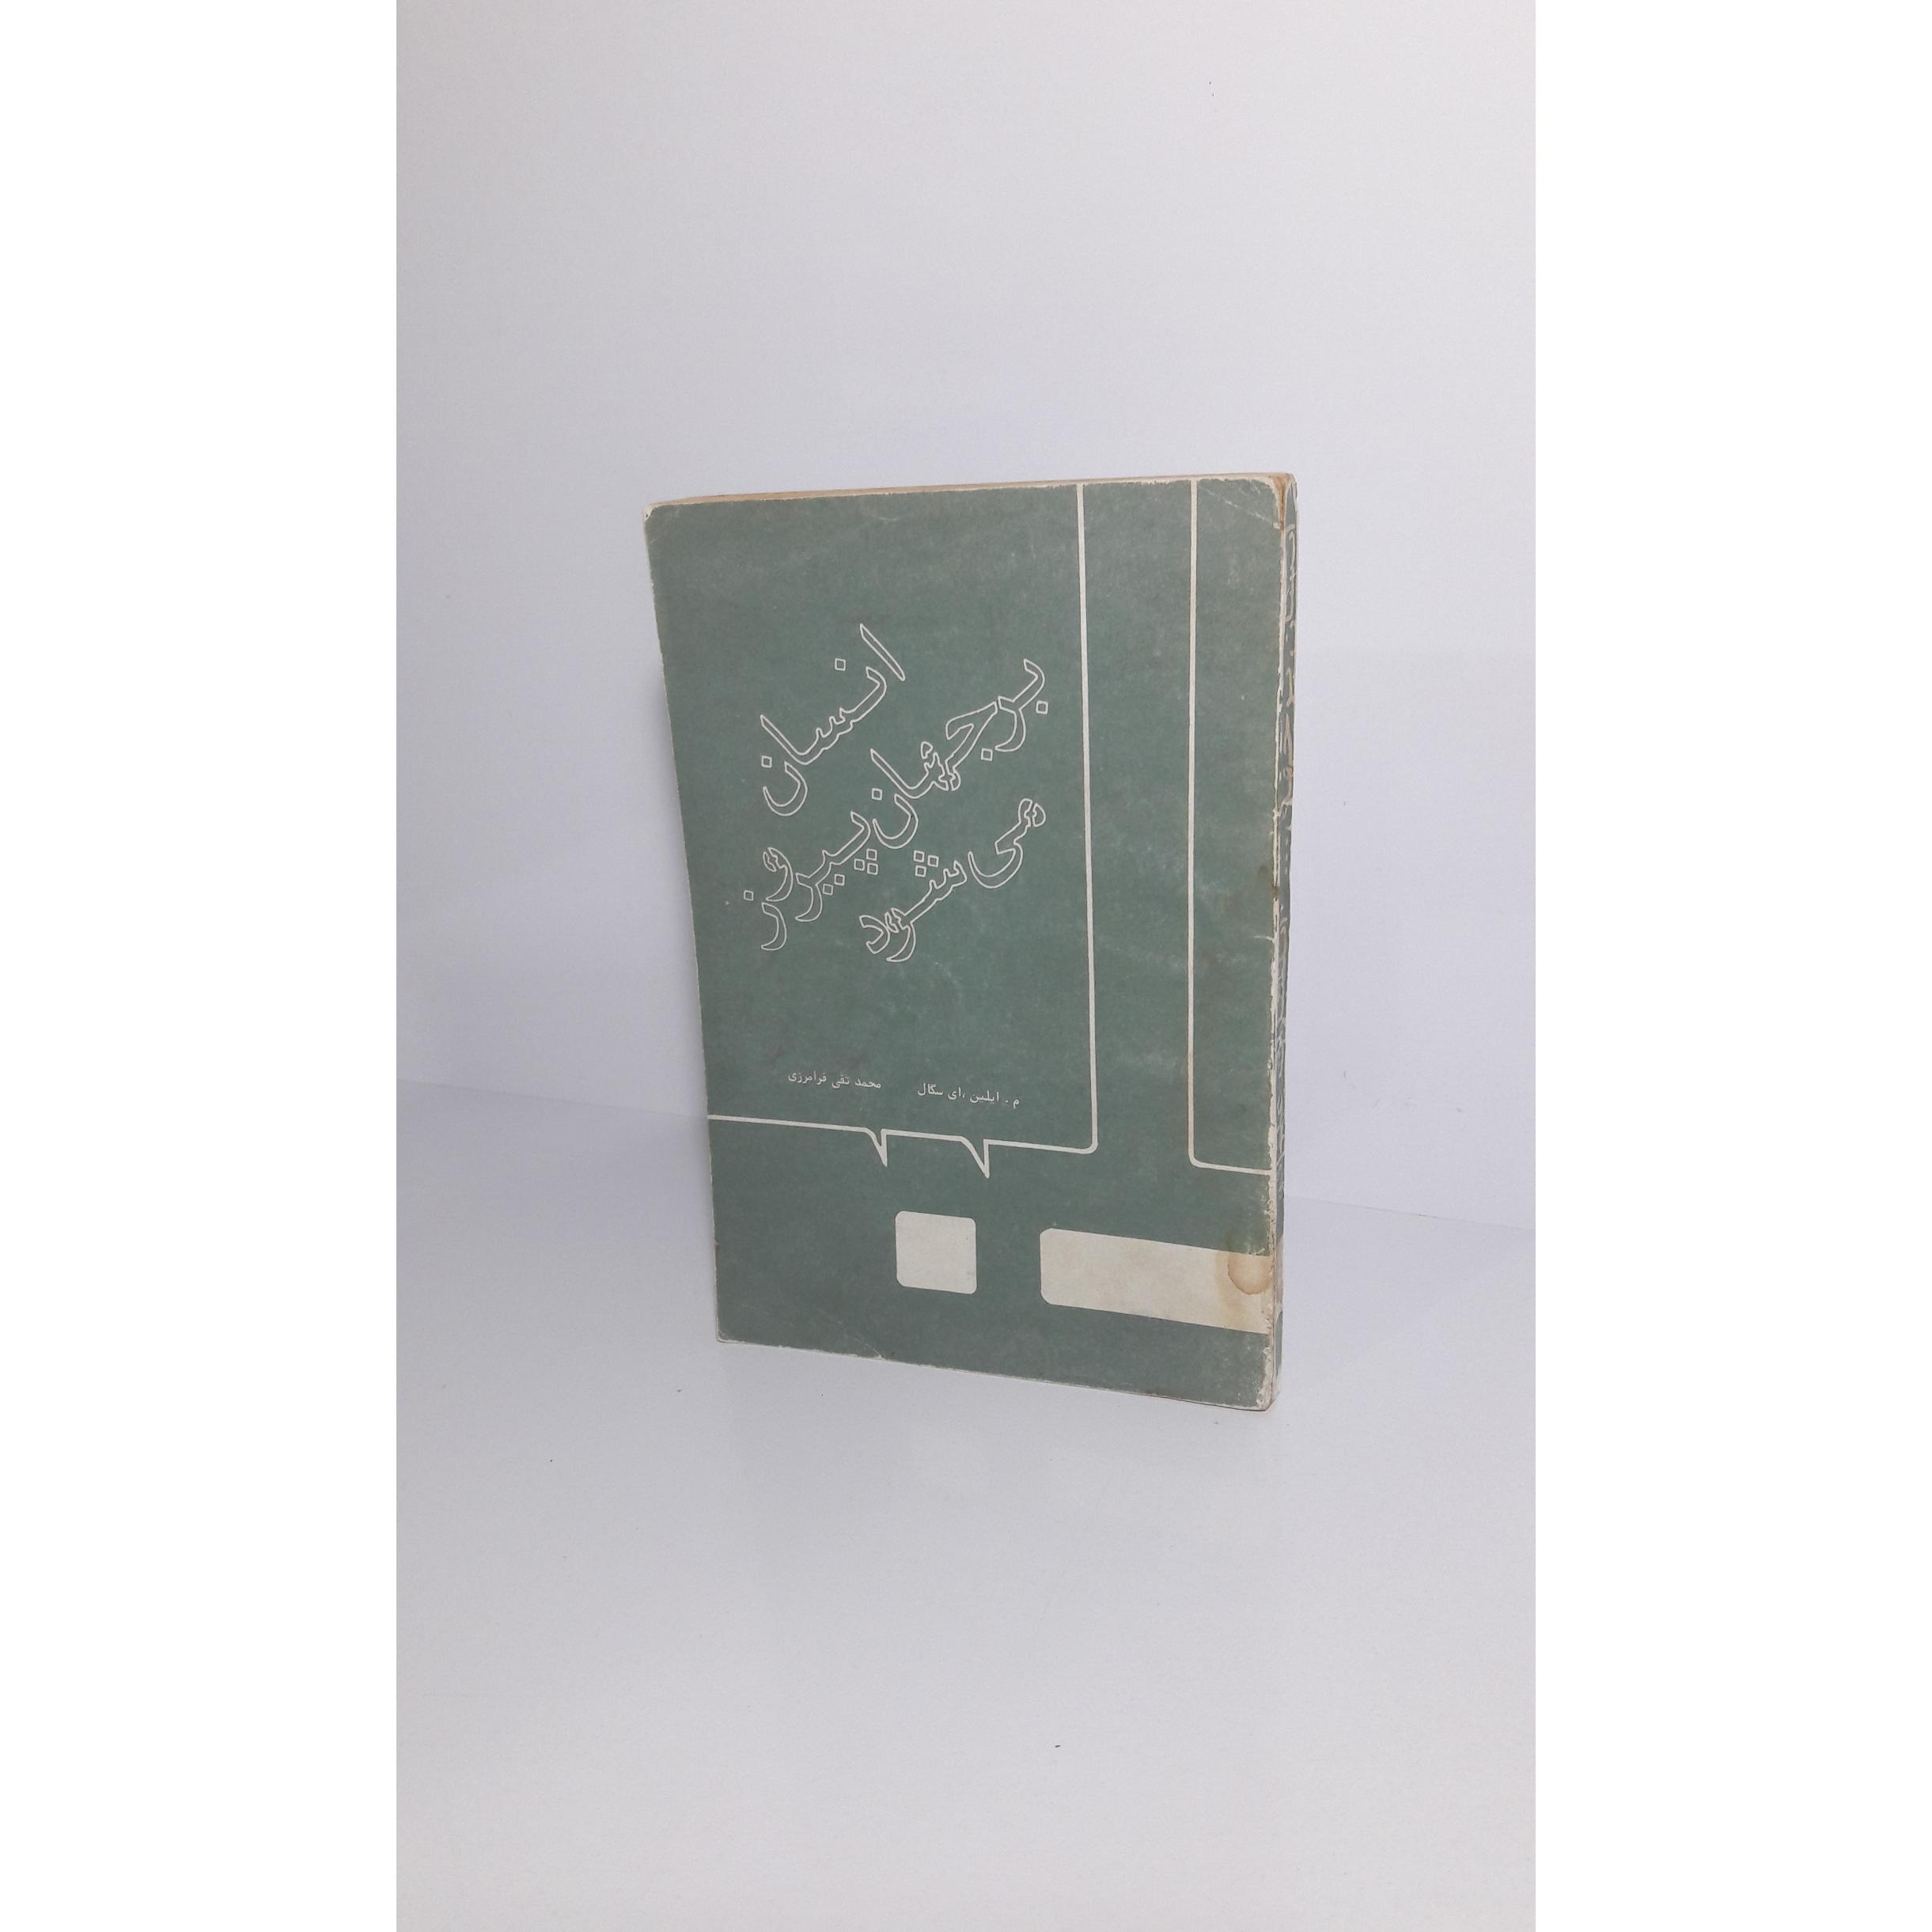 انسان
بر جهان پیروز
می شود
م . ایلین ، ای سگال
محمد تقی فرامرزی